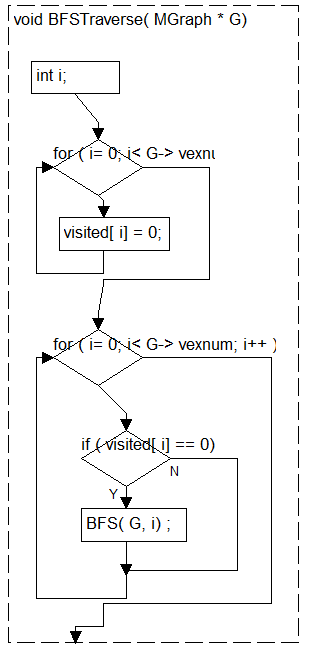 void BFSTraverse( MGraph * G)
int i;
for ( i= 0; i< G-> vexnu
visited[ i] = 0;
for ( i= 0; i< G-> vexnum; i++ )
if ( visited[ i] == 0)
N
Y
BFS( G, i) ;